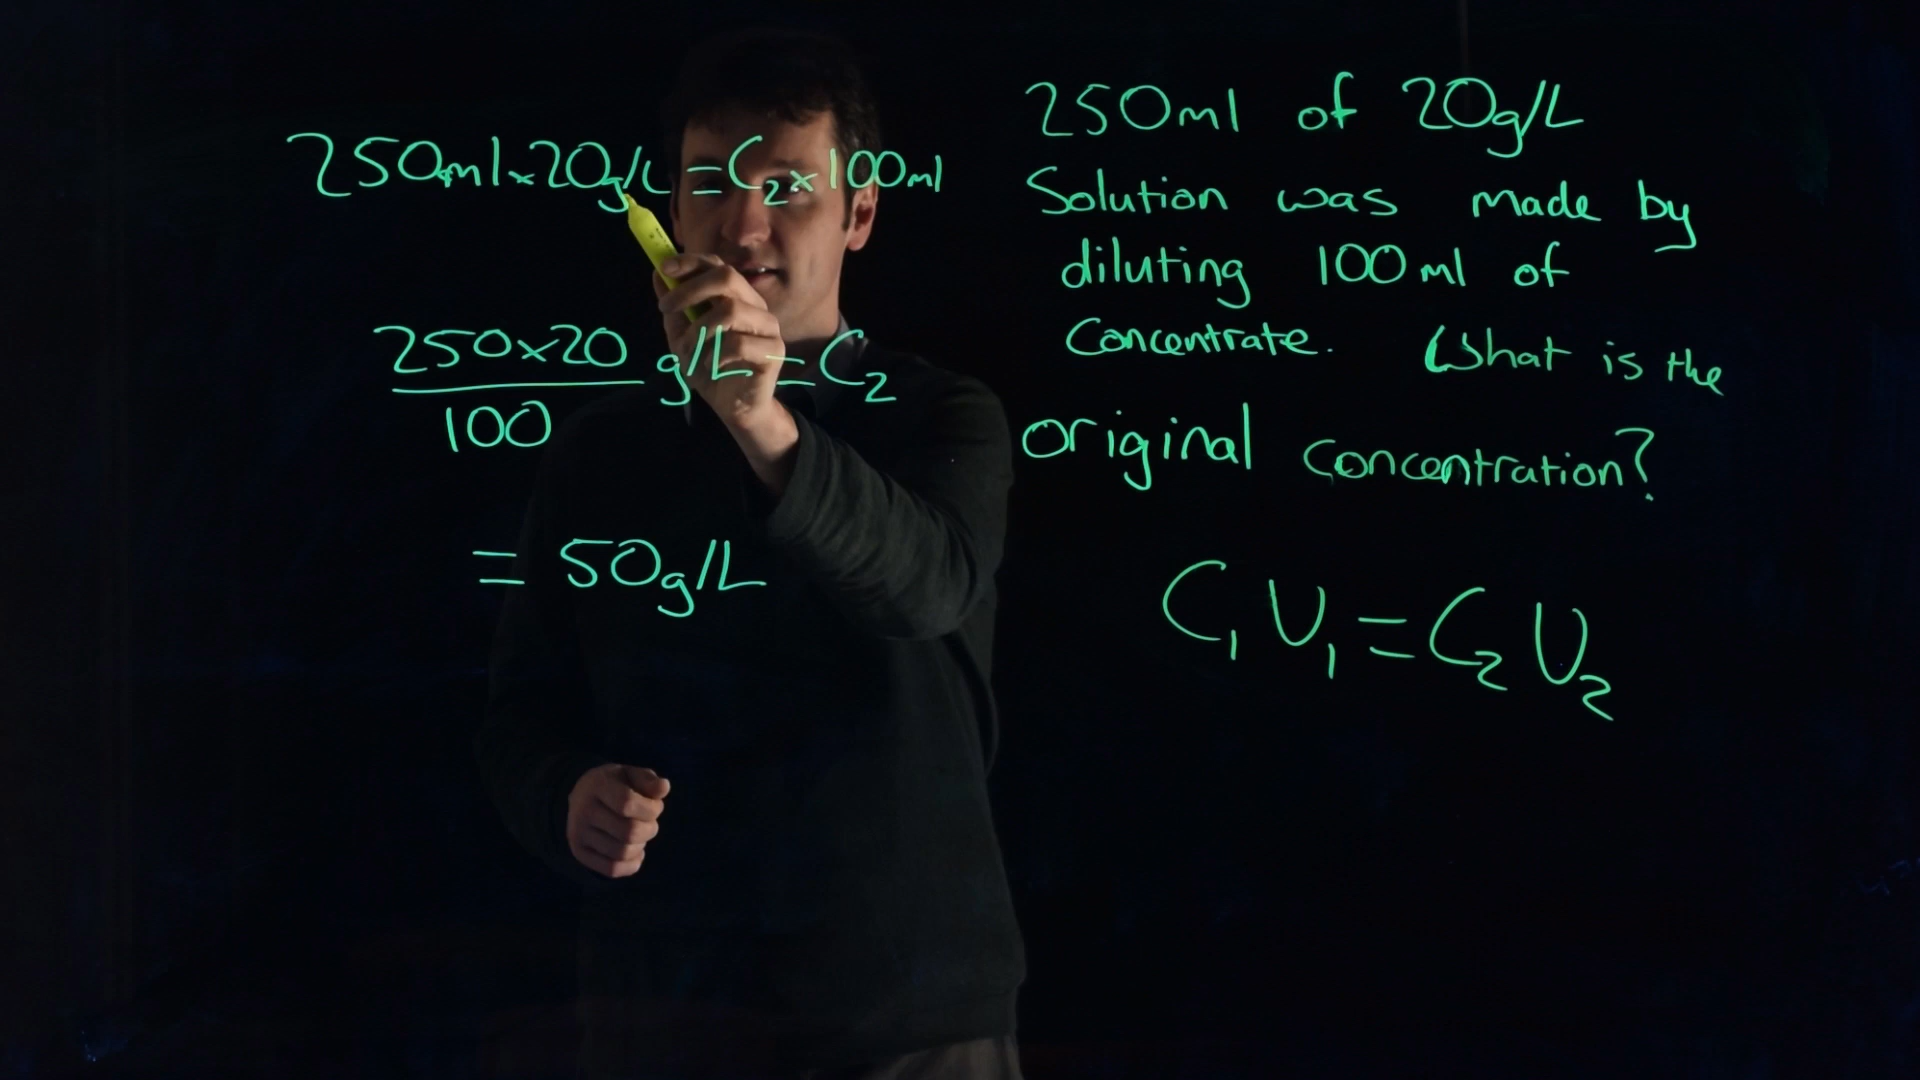 250ml of 20g/L
Solution was made by
diluting 100ml of
Concentrate. What is the
original concentration?
C₁V₁=C₂V₂
250ml×20g/L=C₂×100ml
250×20 g/L=C₂
100
= 50g/L